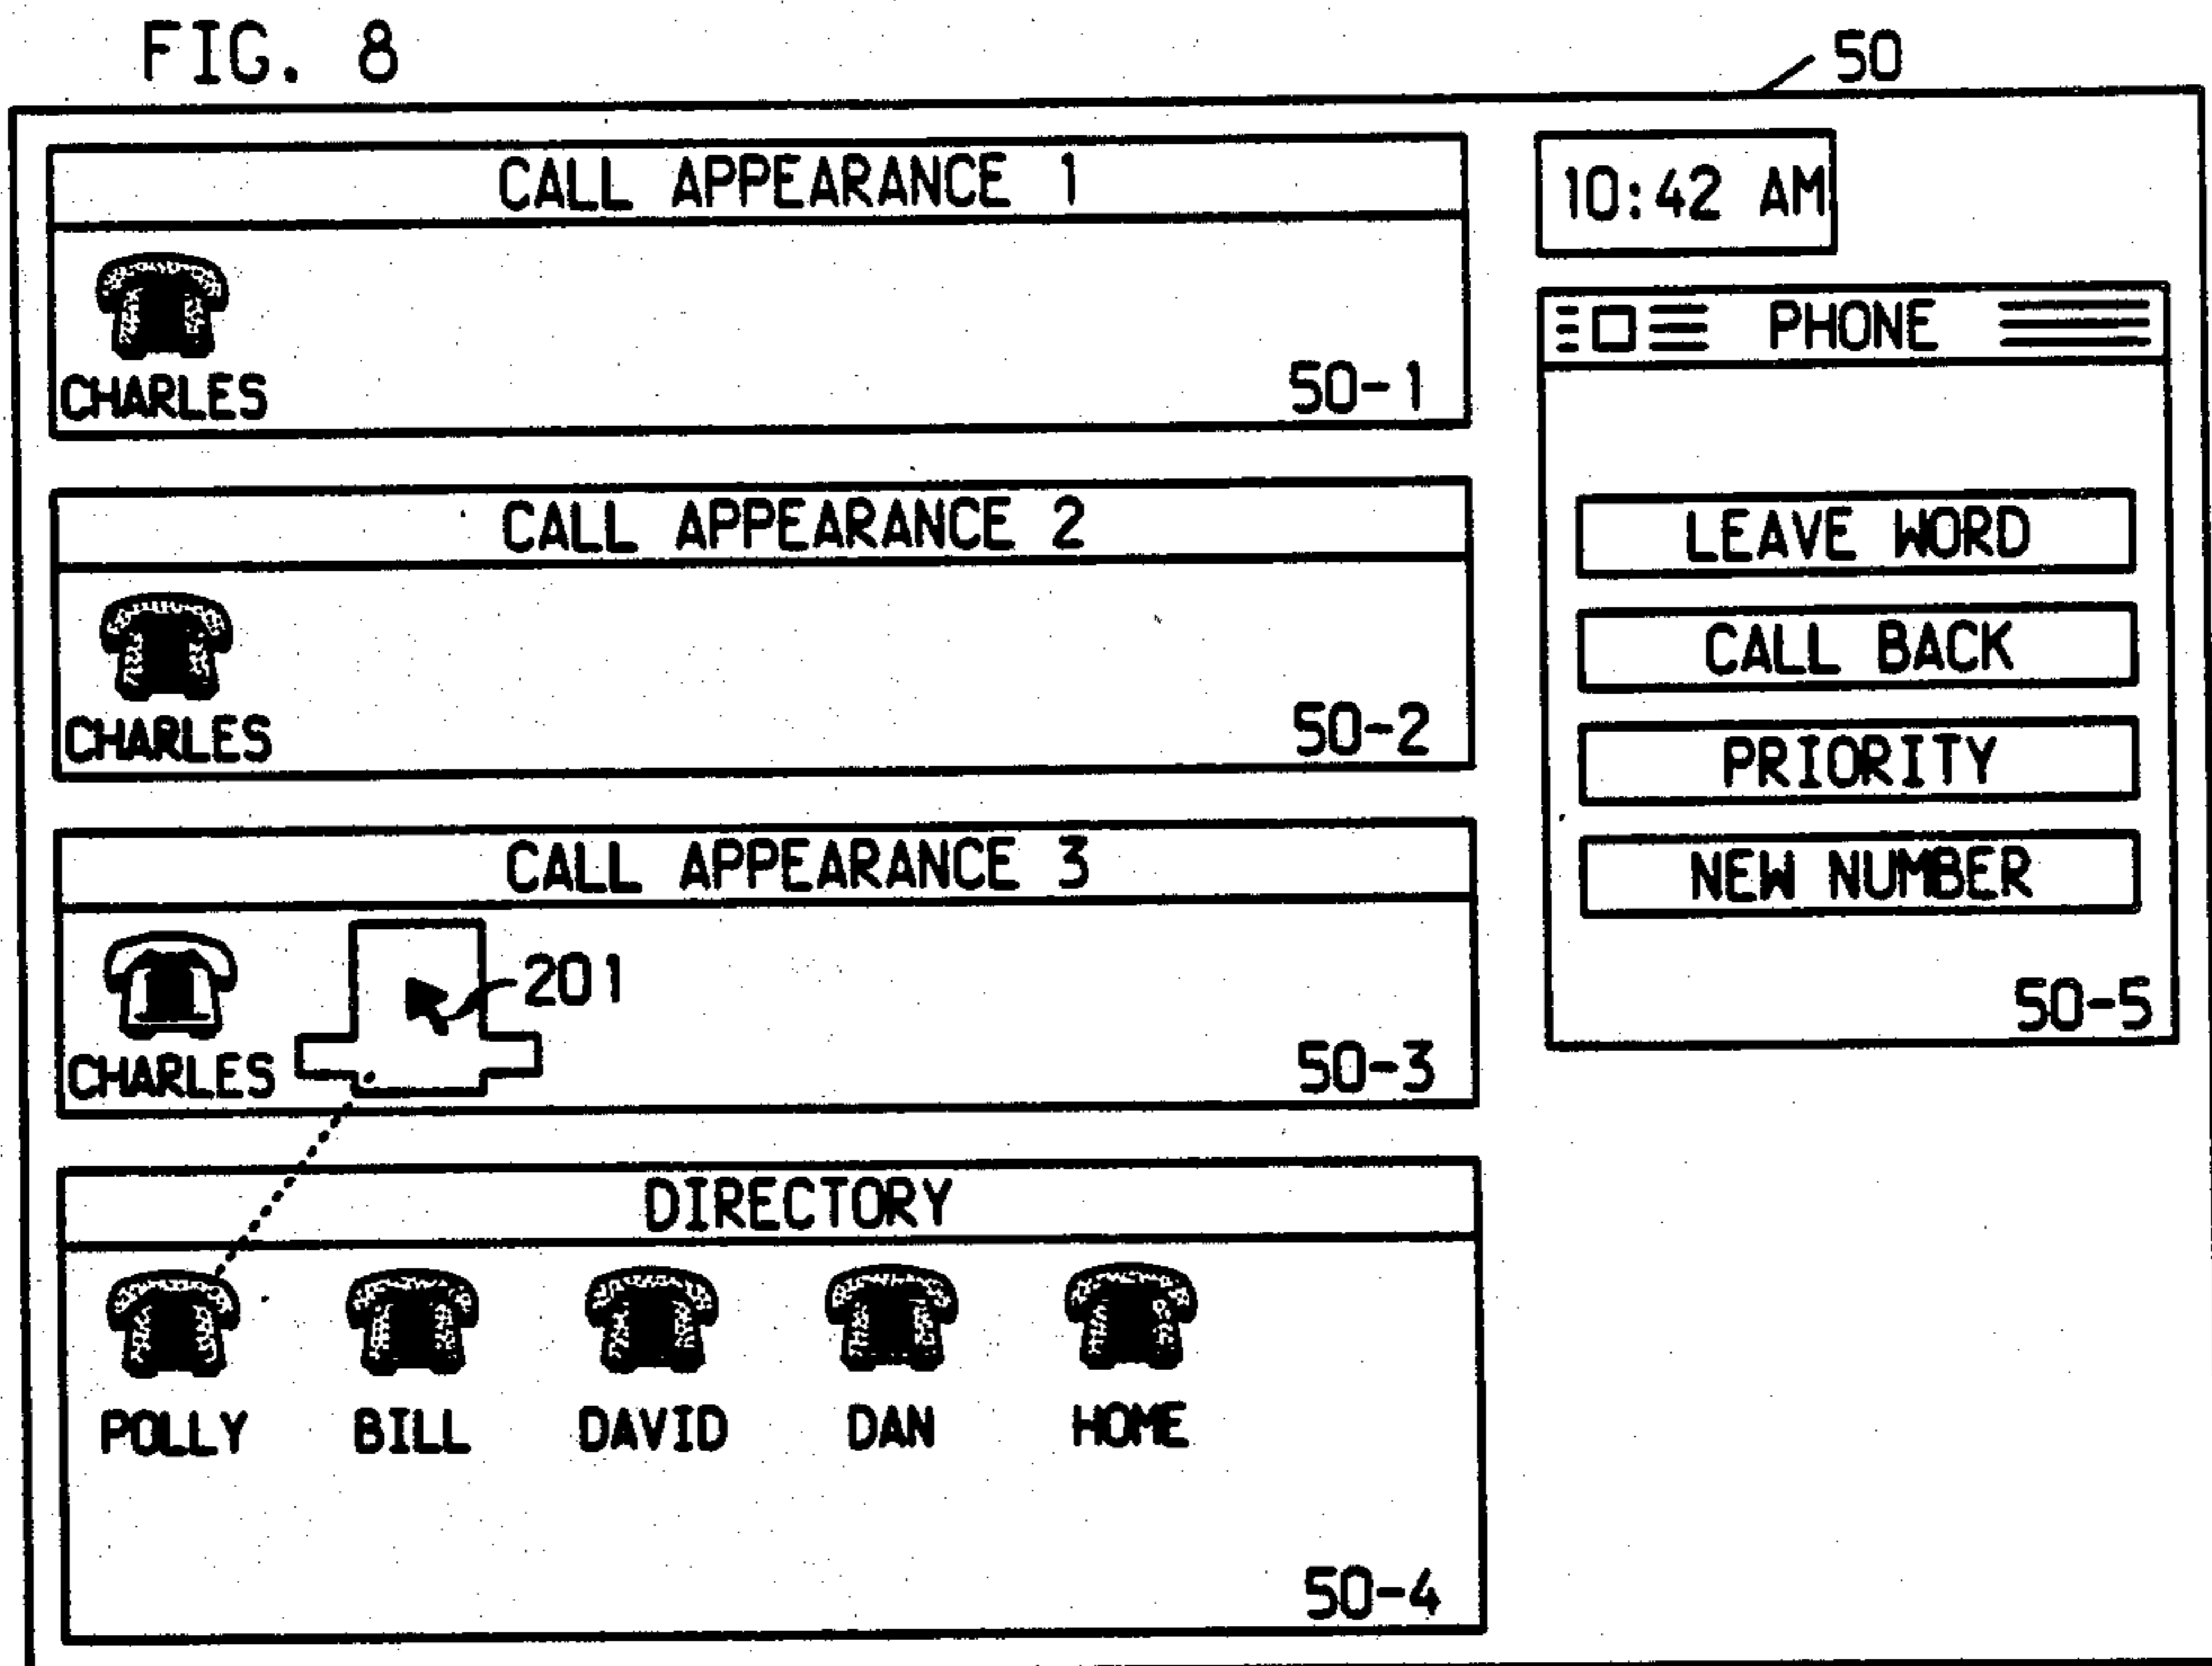 FIG. 8
50
CALL APPEARANCE 1
CHARLES
50-1
CALL APPEARANCE 2
CHARLES
50-2
CALL APPEARANCE 3
201
CHARLES
50-3
DIRECTORY
POLLY BILL DAVID DAN HOME
50-4
10:42 AM
PHONE
LEAVE WORD
CALL BACK
PRIORITY
NEW NUMBER
50-5